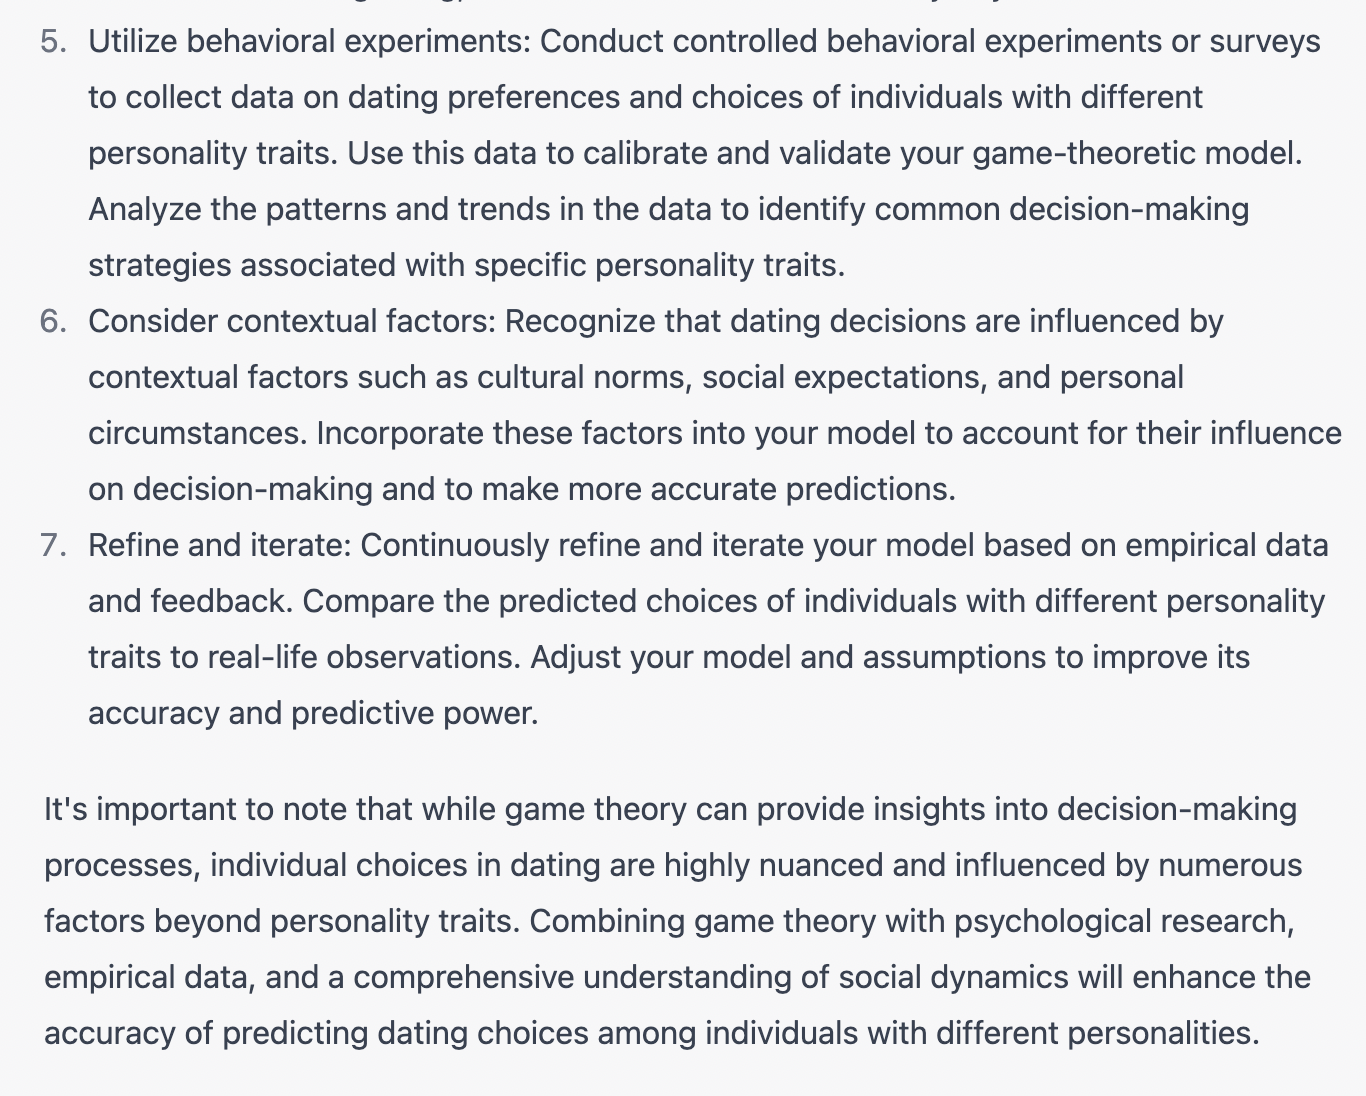 5. Utilize behavioral experiments: Conduct controlled behavioral experiments or surveys
to collect data on dating preferences and choices of individuals with different
personality traits. Use this data to calibrate and validate your game-theoretic model.
Analyze the patterns and trends in the data to identify common decision-making
strategies associated with specific personality traits.
6. Consider contextual factors: Recognize that dating decisions are influenced by
contextual factors such as cultural norms, social expectations, and personal
circumstances. Incorporate these factors into your model to account for their influence
on decision-making and to make more accurate predictions.
7. Refine and iterate: Continuously refine and iterate your model based on empirical data
and feedback. Compare the predicted choices of individuals with different personality
traits to real-life observations. Adjust your model and assumptions to improve its
accuracy and predictive power.
It's important to note that while game theory can provide insights into decision-making
processes, individual choices in dating are highly nuanced and influenced by numerous
factors beyond personality traits. Combining game theory with psychological research,
empirical data, and a comprehensive understanding of social dynamics will enhance the
accuracy of predicting dating choices among individuals with different personalities.